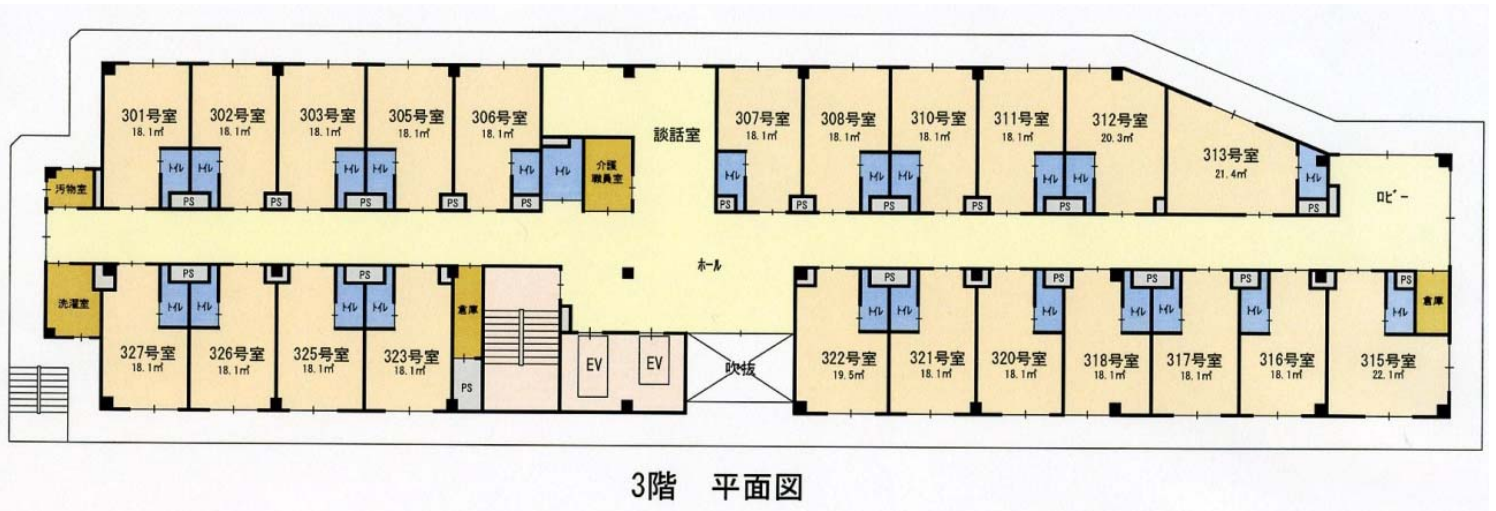 301号室
18.1㎡
302号室
18.1㎡
303号室
18.1㎡
305号室
18.1㎡
306号室
18.1㎡
談話室
307号室
18.1㎡
308号室
18.1㎡
310号室
18.1㎡
311号室
18.1㎡
312号室
20.3㎡
313号室
21.4㎡
トイレ
トイレ
トイレ
トイレ
トイレ
トイレ
介護
職員室
トイレ
トイレ
トイレ
トイレ
トイレ
トイレ
汚物室
PS
PS
PS
PS
PS
PS
PS
PS
PS
PS
PS
ロビー
ホール
洗濯室
PS
PS
倉庫
PS
PS
PS
PS
PS
倉庫
トイレ
トイレ
トイレ
トイレ
トイレ
トイレ
トイレ
トイレ
トイレ
トイレ
トイレ
327号室
18.1㎡
326号室
18.1㎡
325号室
18.1㎡
323号室
18.1㎡
PS
EV
EV
吹抜
322号室
19.5㎡
321号室
18.1㎡
320号室
18.1㎡
318号室
18.1㎡
317号室
18.1㎡
316号室
18.1㎡
315号室
22.1㎡
3階 平面図